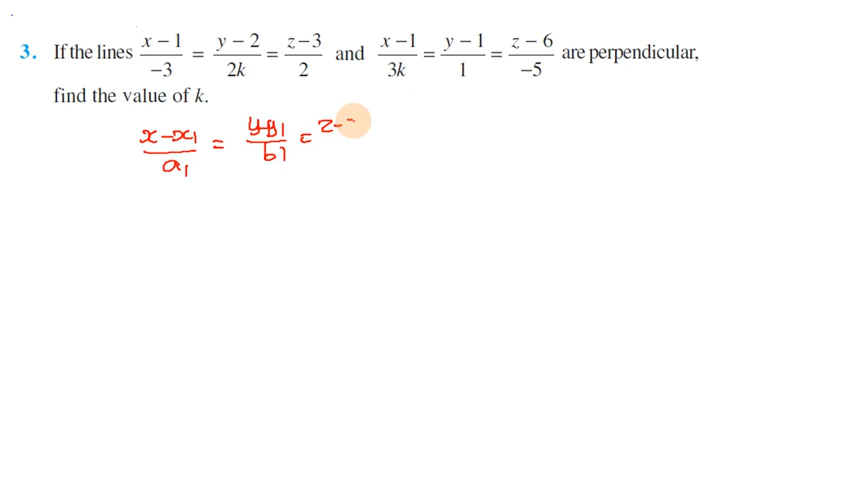 3. If the lines (x – 1)/–3 = (y – 2)/2k = (z – 3)/2 and (x – 1)/3k = (y – 1)/1 = (z – 6)/–5 are perpendicular,
find the value of k.
(x – x₁)/a₁ = (y-y₁)/b₁ = z-